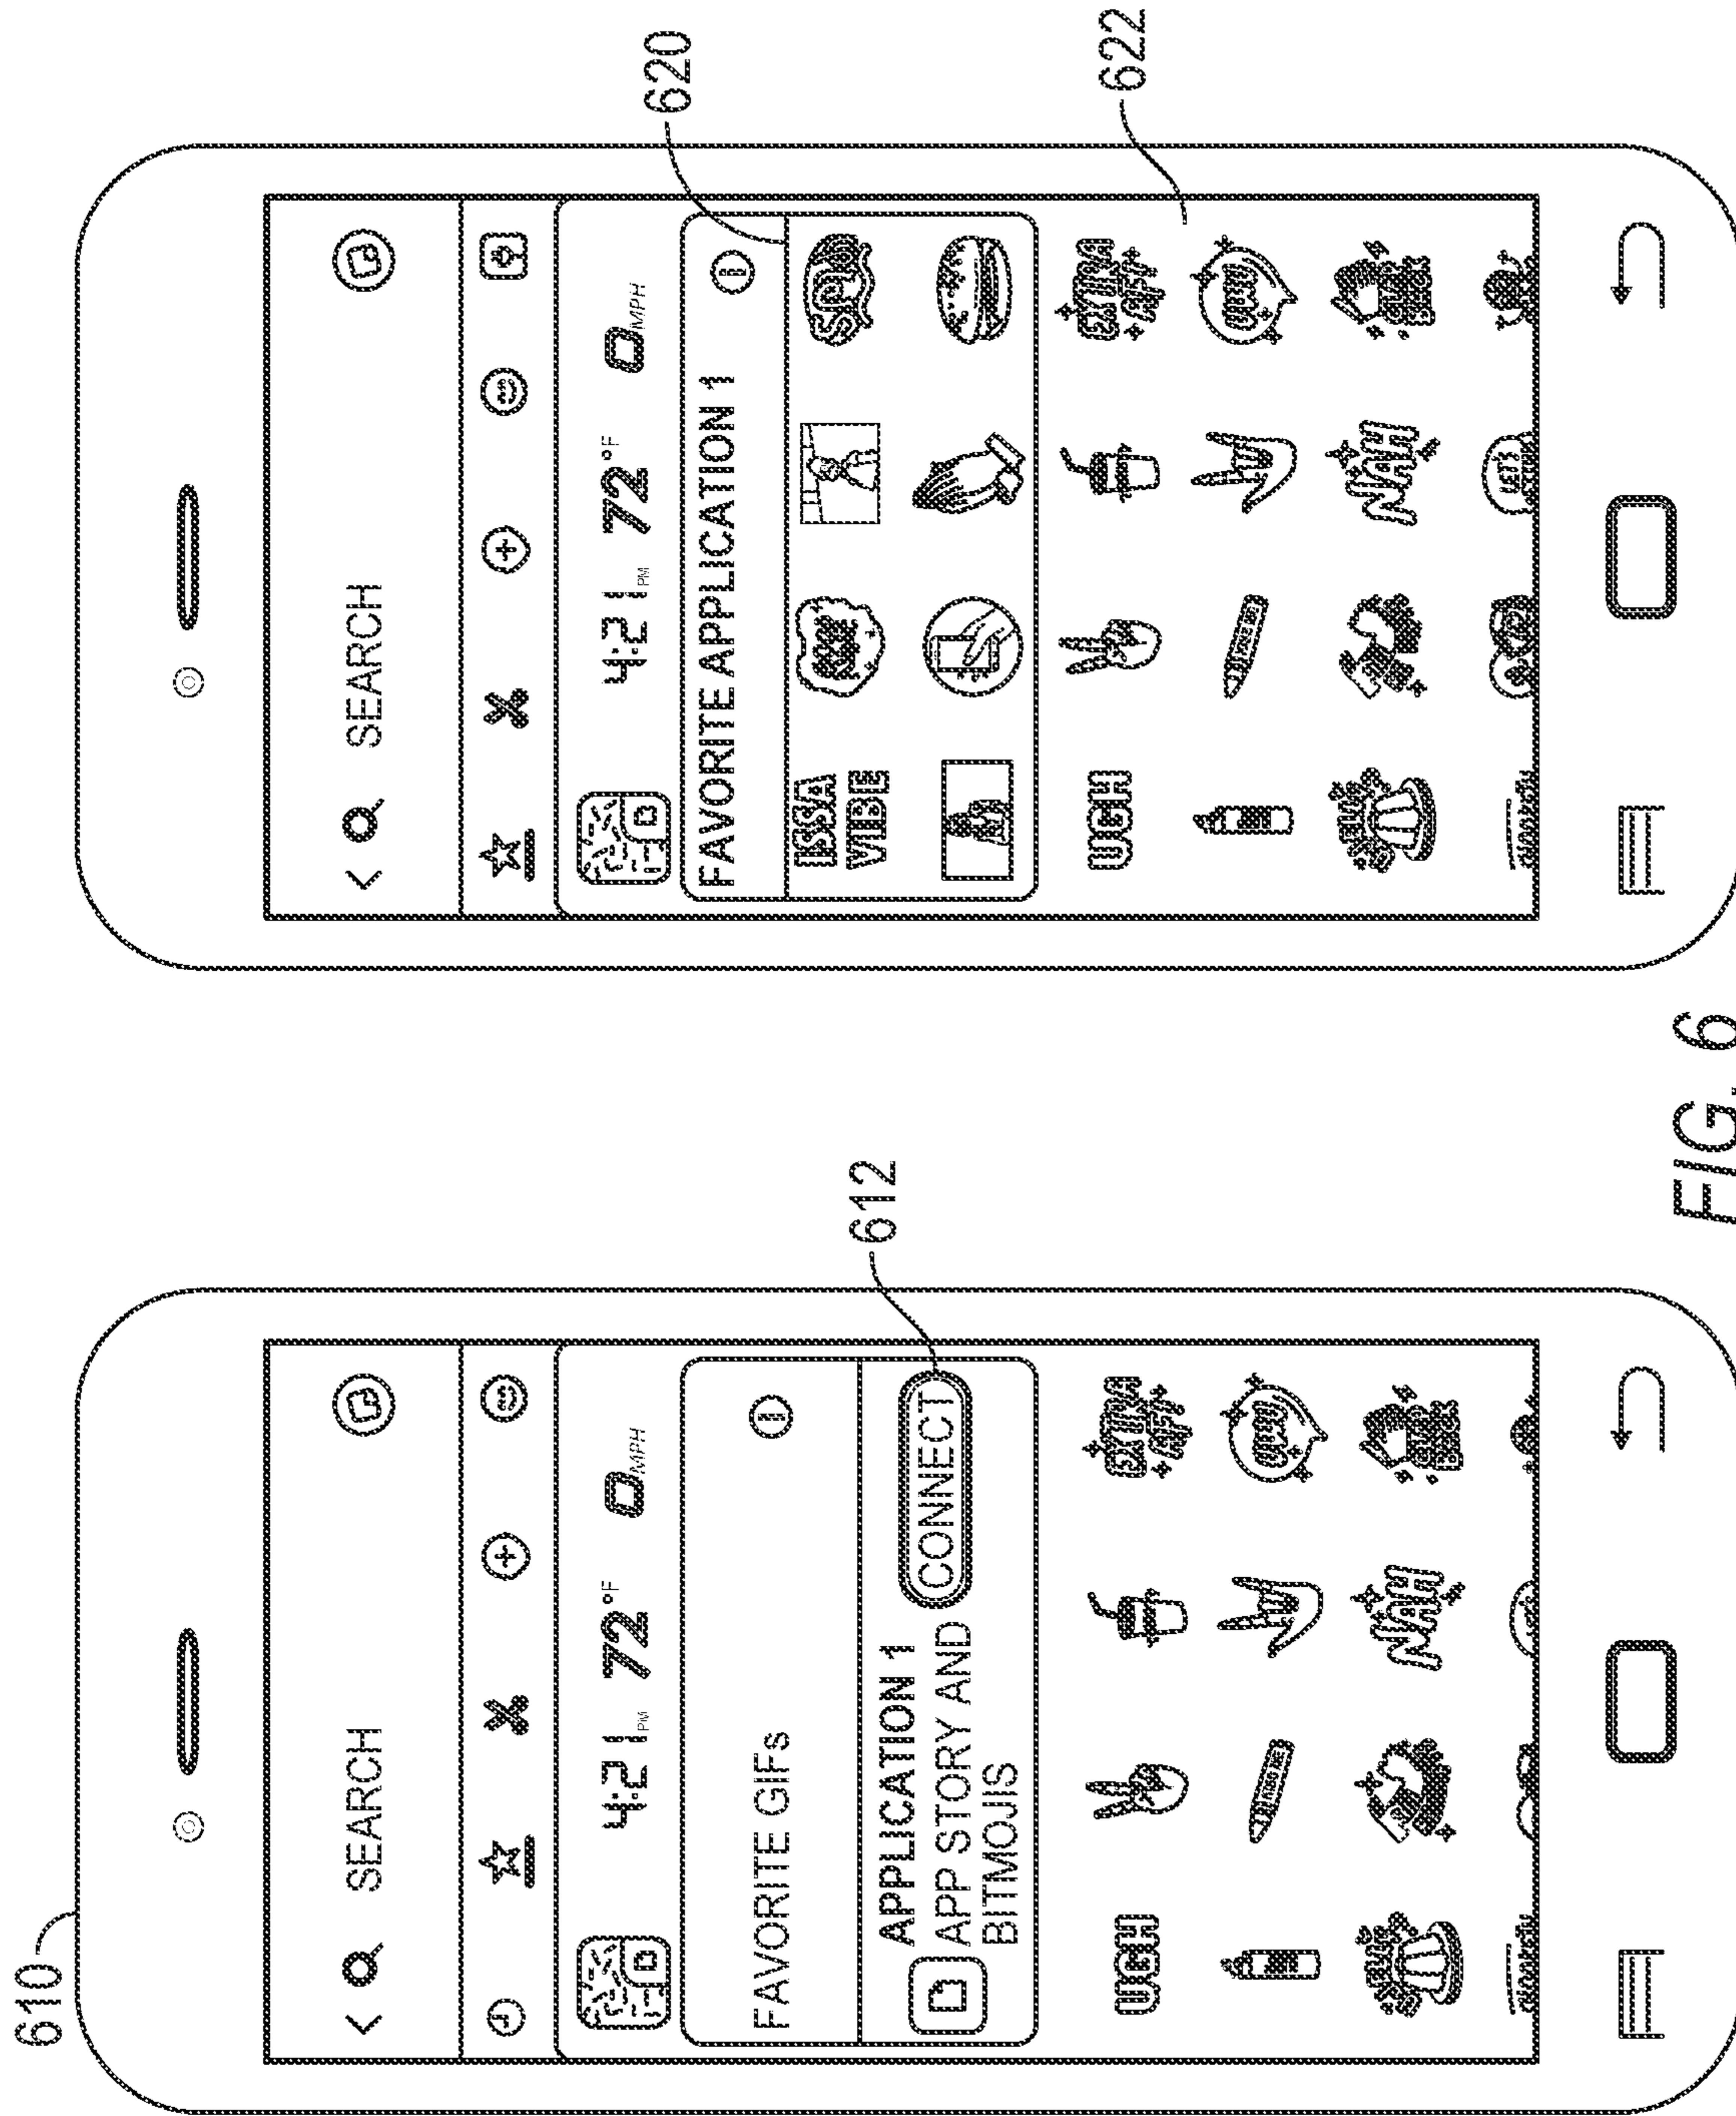 610
SEARCH
4:21 PM 72°F 0 MPH
FAVORITE GIFs
APPLICATION 1
APP STORY AND
BITMOJIS
CONNECT
612
UGH
EXTRA
AF
NAH
SEARCH
4:21 PM 72°F 0 MPH
FAVORITE APPLICATION 1
620
ISSA
VIBE
622
UGH
EXTRA
AF
NAH
FIG. 6